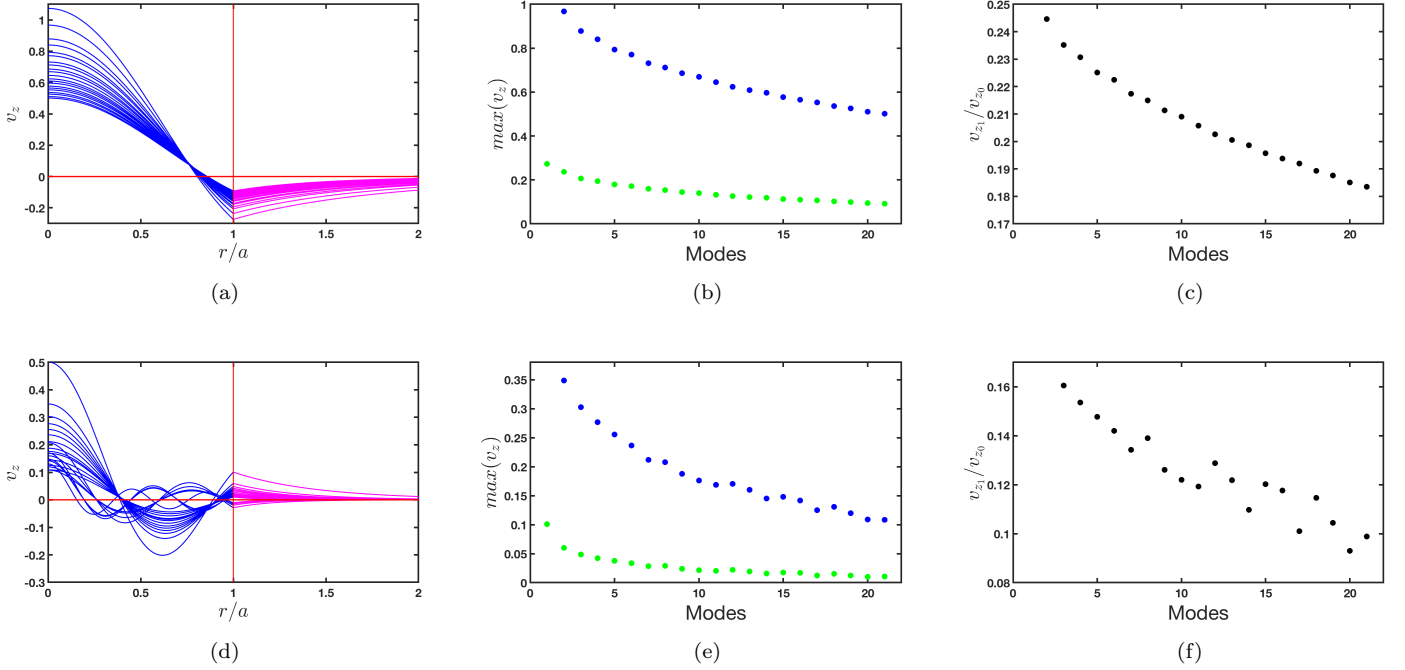 1
0.8
0.6
0.4
0.2
0
-0.2
v_z
0 0.5 1 1.5 2
r/a
(a)
1
0.8
0.6
0.4
0.2
0
max(v_z)
0 5 10 15 20
Modes
(b)
0.25
0.24
0.23
0.22
0.21
0.2
0.19
0.18
0.17
v_{z_1}/v_{z_0}
0 5 10 15 20
Modes
(c)
0.5
0.4
0.3
0.2
0.1
0
-0.1
-0.2
-0.3
v_z
0 0.5 1 1.5 2
r/a
(d)
0.35
0.3
0.25
0.2
0.15
0.1
0.05
0
max(v_z)
0 5 10 15 20
Modes
(e)
0.16
0.14
0.12
0.1
0.08
v_{z_1}/v_{z_0}
0 5 10 15 20
Modes
(f)